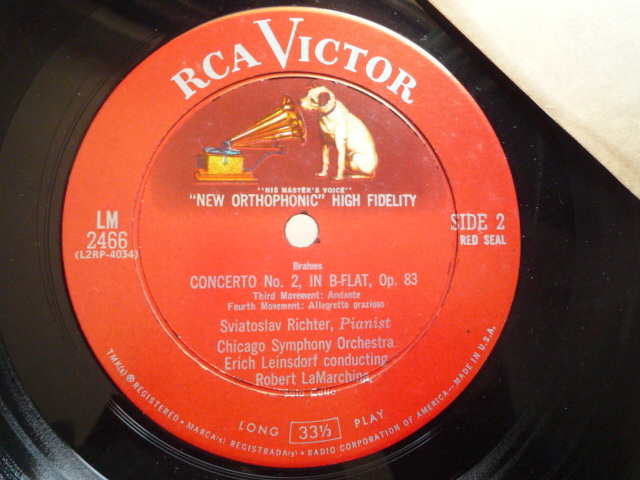 RCA VICTOR
"HIS MASTER'S VOICE"
"NEW ORTHOPHONIC" HIGH FIDELITY
LM
2466
(L2RP-4034)
SIDE 2
RED SEAL
Brahms
CONCERTO No. 2, IN B-FLAT, Op. 83
Third Movement: Andante
Fourth Movement: Allegretto grazioso
Sviatoslav Richter, Pianist
Chicago Symphony Orchestra
Erich Leinsdorf conducting
Robert LaMarchina,
Solo Cello
LONG 33⅓ PLAY
TMK(s) ® REGISTERED • MARCA(s) REGISTRADA(s) • RADIO CORPORATION OF AMERICA—MADE IN U.S.A.